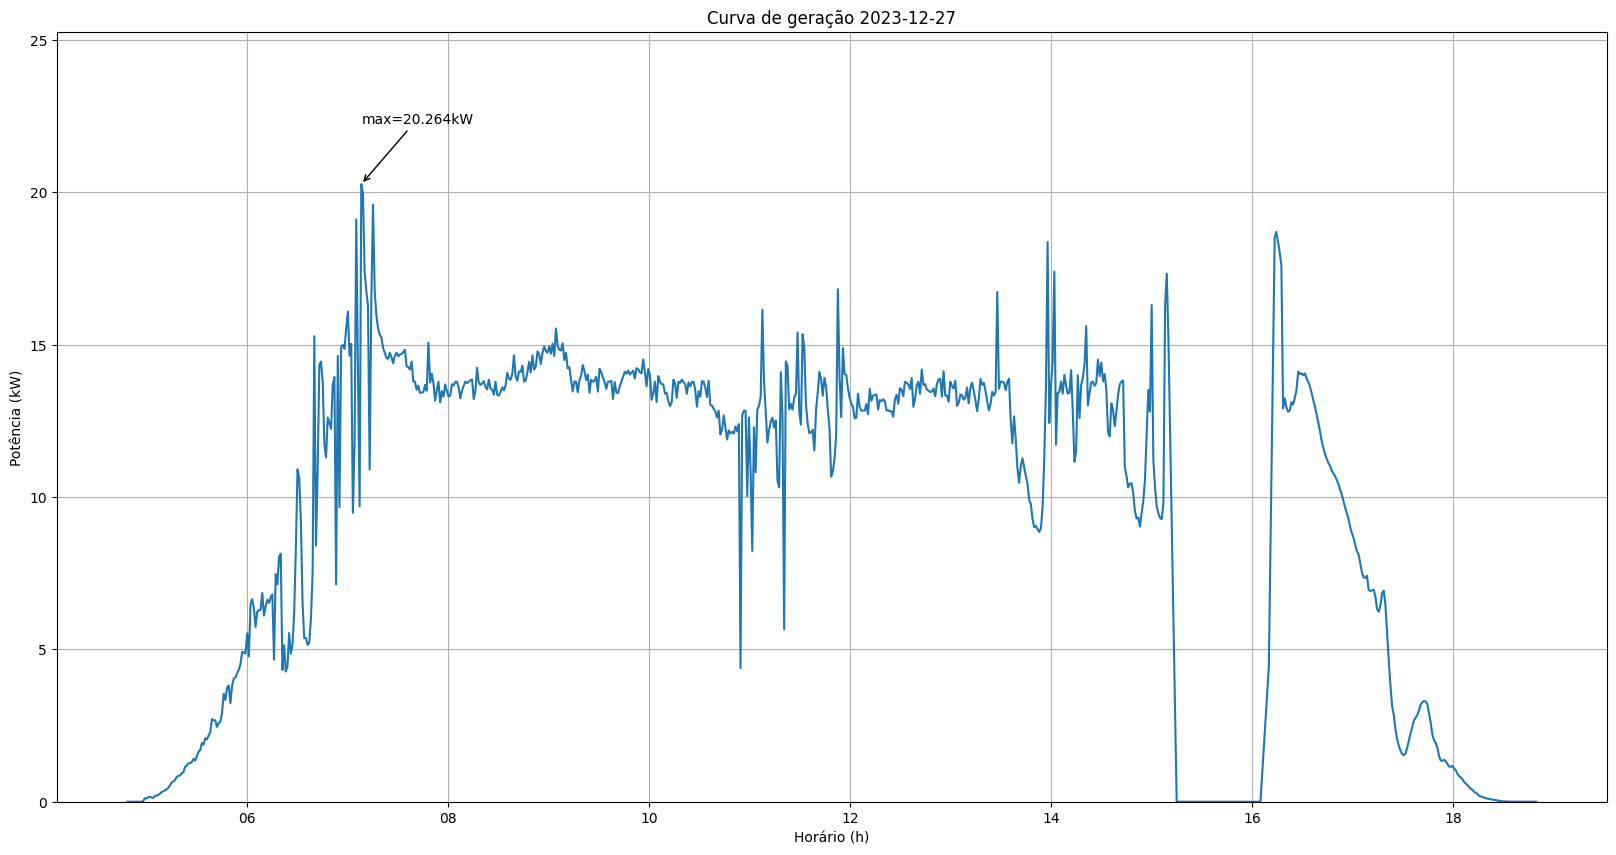 Curva de geração 2023-12-27
25
max=20.264kW
20
15
Potência (kW)
10
5
0
06 08 10 12 14 16 18
Horário (h)